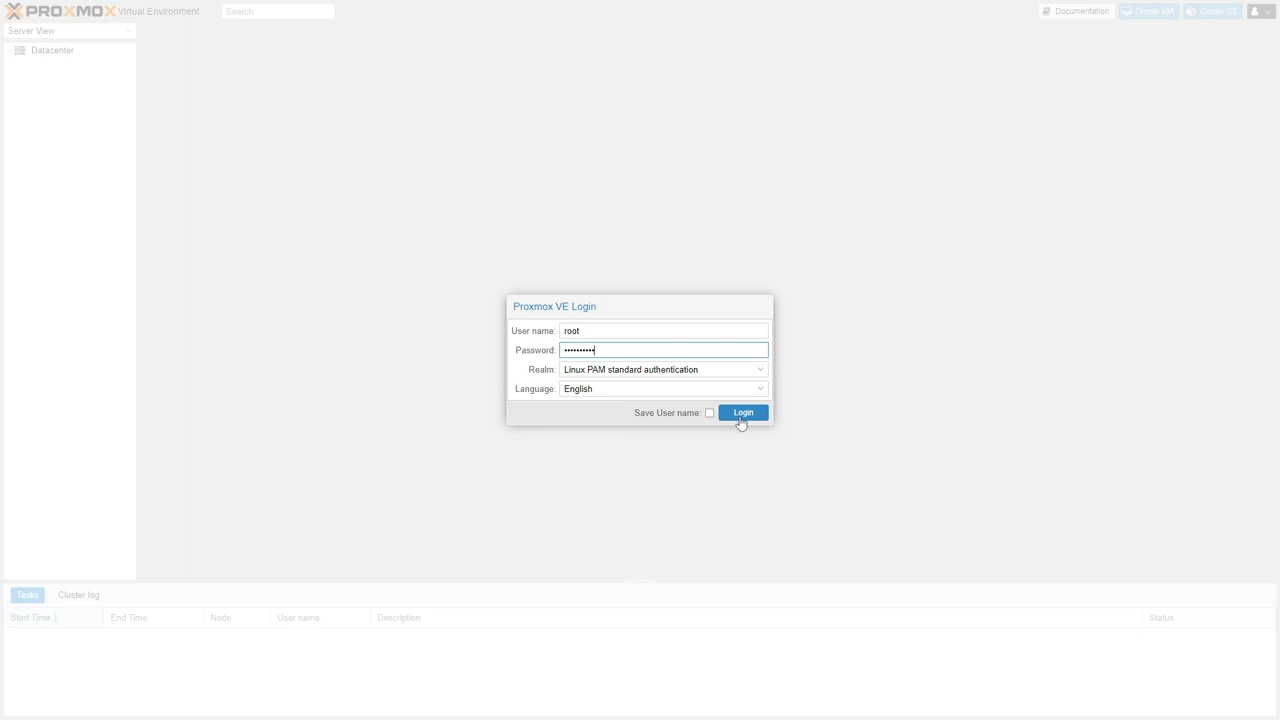 PROXMOX Virtual Environment Search Documentation Create VM Create CT
Server View
Datacenter
Proxmox VE Login
User name: root
Password: ••••••••••
Realm: Linux PAM standard authentication
Language: English
Save User name: Login
Tasks Cluster log
Start Time ↓ End Time Node User name Description Status